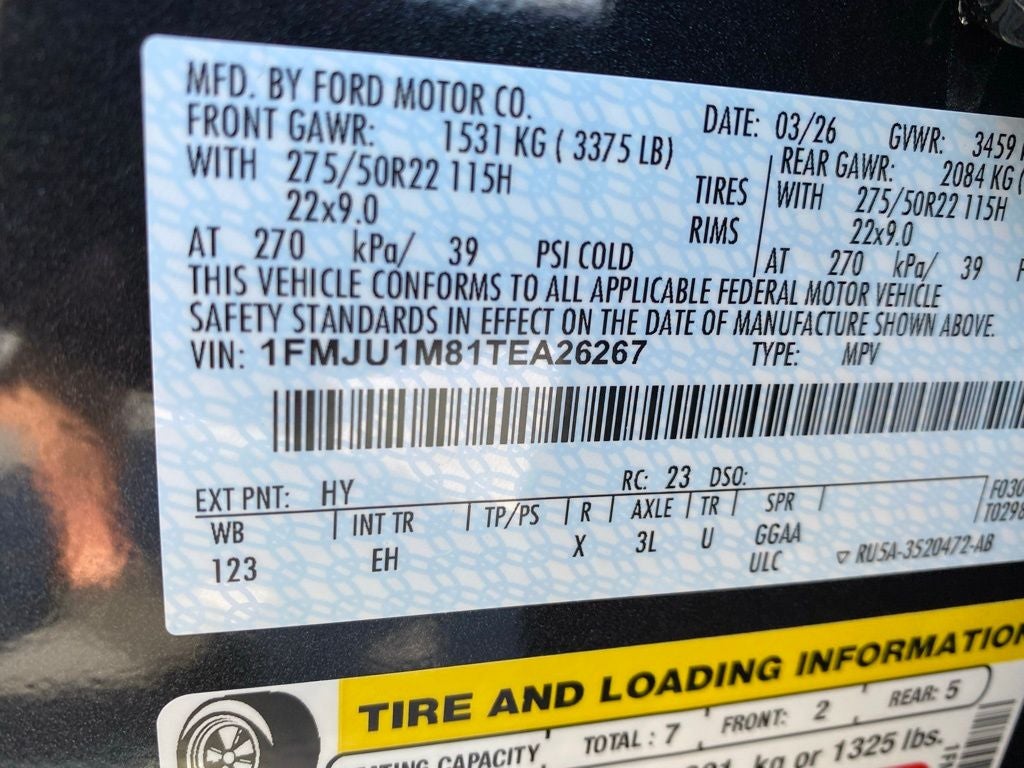 MFD. BY FORD MOTOR CO.
DATE: 03/26 GVWR: 3459
FRONT GAWR: 1531 KG ( 3375 LB)
REAR GAWR: 2084 KG (
WITH 275/50R22 115H TIRES
WITH 275/50R22 115H
22x9.0 RIMS
22x9.0
AT 270 kPa/ 39 PSI COLD
AT 270 kPa/ 39
THIS VEHICLE CONFORMS TO ALL APPLICABLE FEDERAL MOTOR VEHICLE
SAFETY STANDARDS IN EFFECT ON THE DATE OF MANUFACTURE SHOWN ABOVE.
VIN: 1FMJU1M81TEA26267 TYPE: MPV
EXT PNT: HY RC: 23 DSO:
WB INT TR TP/PS R AXLE TR SPR
123 EH X 3L U GGAA
ULC ▽ RU5A-3520472-AB
F030
T0298
TIRE AND LOADING INFORMATION
SEATING CAPACITY TOTAL : 7 FRONT: 2 REAR: 5
kg or 1325 lbs.